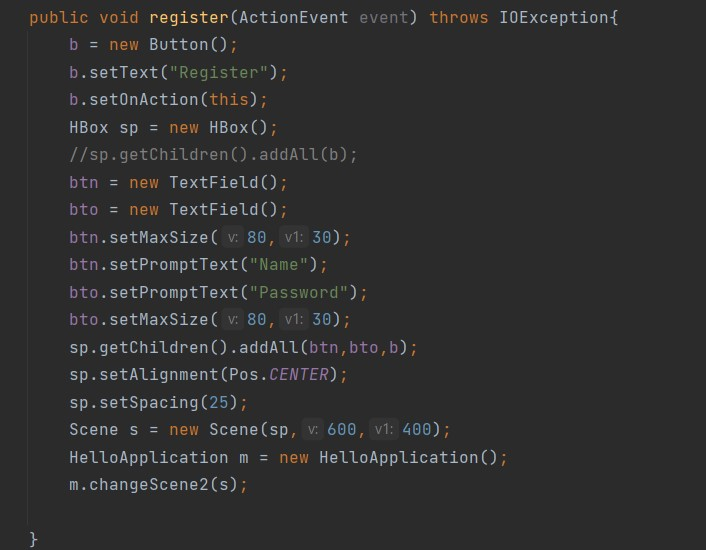 public void register(ActionEvent event) throws IOException{
b = new Button();
b.setText("Register");
b.setOnAction(this);
HBox sp = new HBox();
//sp.getChildren().addAll(b);
btn = new TextField();
bto = new TextField();
btn.setMaxSize( v: 80, v1: 30);
btn.setPromptText("Name");
bto.setPromptText("Password");
bto.setMaxSize( v: 80, v1: 30);
sp.getChildren().addAll(btn,bto,b);
sp.setAlignment(Pos.CENTER);
sp.setSpacing(25);
Scene s = new Scene(sp, v: 600, v1: 400);
HelloApplication m = new HelloApplication();
m.changeScene2(s);
}